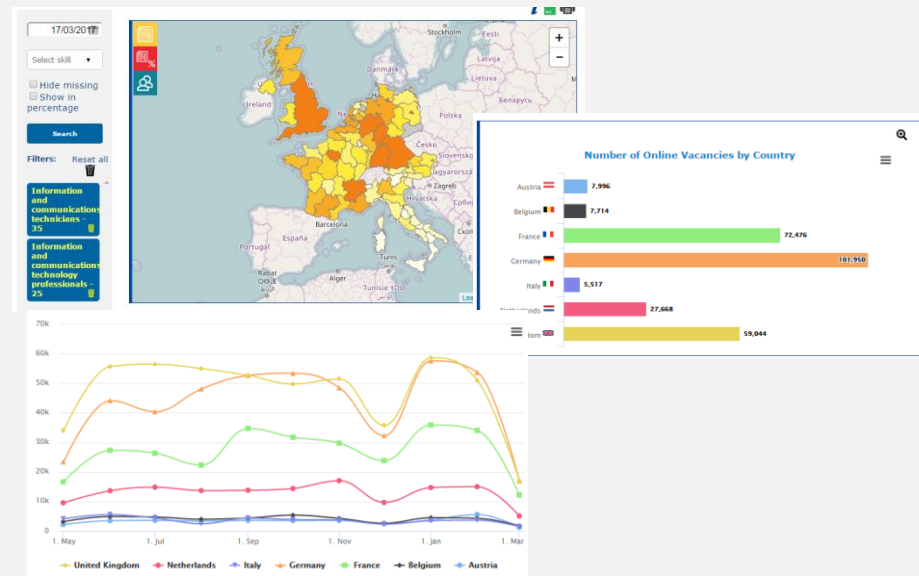 17/03/2017
Select skill
Hide missing
Show in
percentage
Search
Filters:
Reset all
Information
and
communications
technicians -
35
Information
and
communications
technology
professionals -
25
%
+
−
Stockholm
Eesti
Latvija
Lietuva
Danmark
Ireland
Беларусь
Polska
Česko
Slovensko
Zagreb
Hrvatska
Barcelona
España
Portugal
Rabat
Alger
Tunis
Number of Online Vacancies by Country
Austria
7,996
Belgium
7,714
France
72,476
Germany
101,950
Italy
5,517
27,668
59,044
70k
60k
50k
40k
30k
20k
10k
0
1. May
1. Jul
1. Sep
1. Nov
1. Jan
1. Mar
United Kingdom
Netherlands
Italy
Germany
France
Belgium
Austria